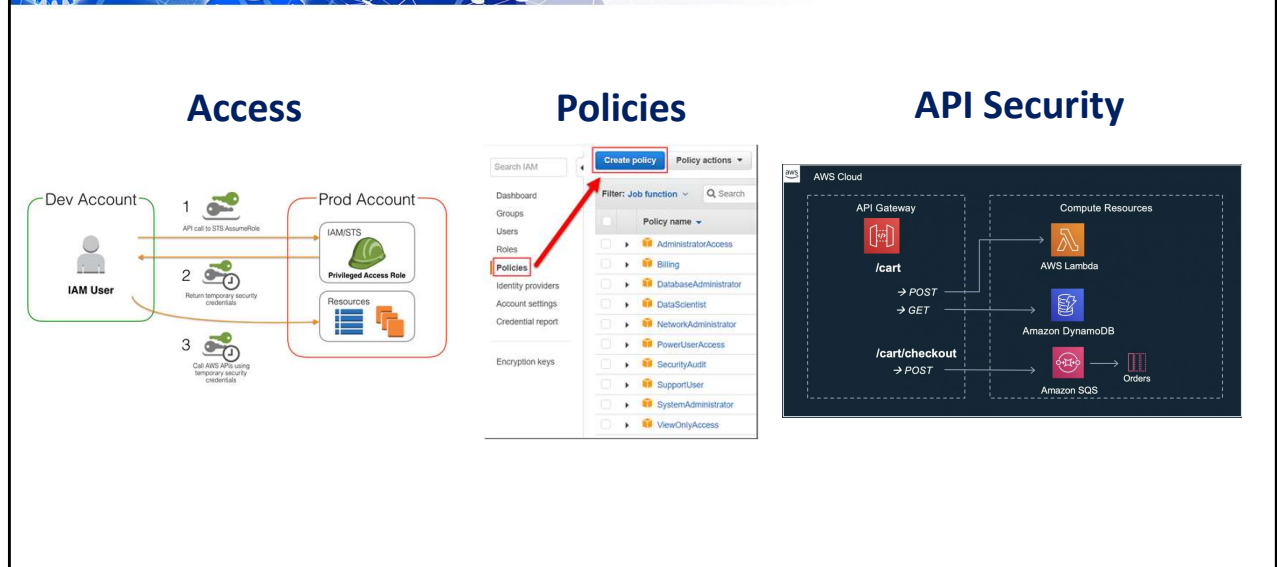 Access
Policies
API Security
Dev Account
IAM User
1
API call to STS:AssumeRole
2
Return temporary security
credentials
3
Call AWS APIs using
temporary security
credentials
Prod Account
IAM/STS
Privileged Access Role
Resources
Search IAM
Dashboard
Groups
Users
Roles
Policies
Identity providers
Account settings
Credential report
Encryption keys
Create policy
Policy actions
Filter: Job function
Search
Policy name
AdministratorAccess
Billing
DatabaseAdministrator
DataScientist
NetworkAdministrator
PowerUserAccess
SecurityAudit
SupportUser
SystemAdministrator
ViewOnlyAccess
aws
AWS Cloud
API Gateway
/cart
→ POST
→ GET
/cart/checkout
→ POST
Compute Resources
AWS Lambda
Amazon DynamoDB
Amazon SQS
Orders